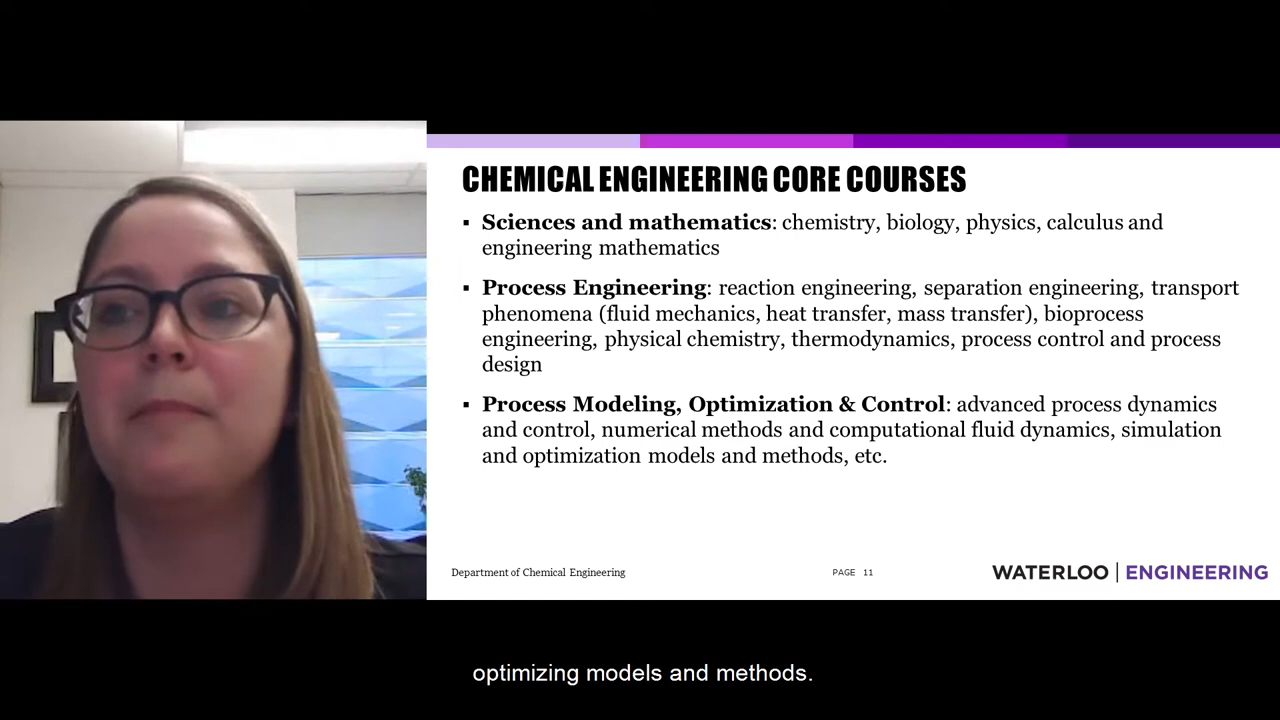 CHEMICAL ENGINEERING CORE COURSES
▪ Sciences and mathematics: chemistry, biology, physics, calculus and
engineering mathematics
▪ Process Engineering: reaction engineering, separation engineering, transport
phenomena (fluid mechanics, heat transfer, mass transfer), bioprocess
engineering, physical chemistry, thermodynamics, process control and process
design
▪ Process Modeling, Optimization & Control: advanced process dynamics
and control, numerical methods and computational fluid dynamics, simulation
and optimization models and methods, etc.
Department of Chemical Engineering
PAGE 11
WATERLOO | ENGINEERING
optimizing models and methods.